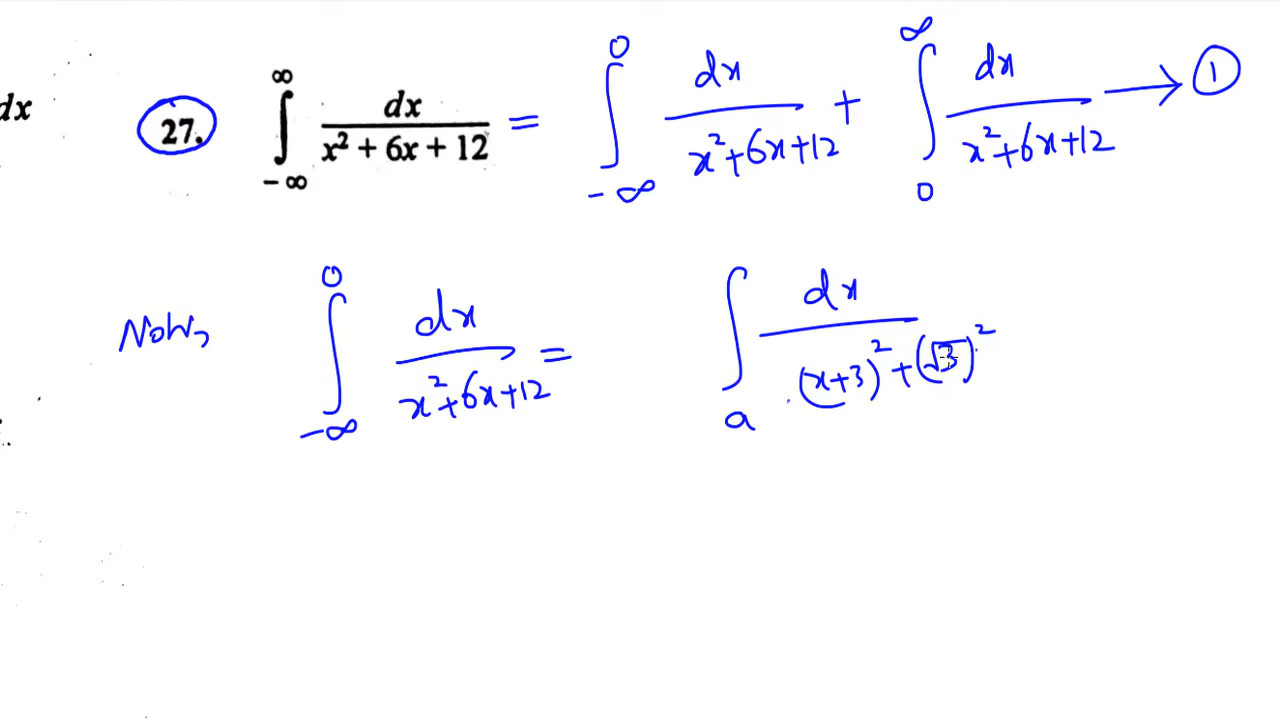 dx
27. ∫_{-∞}^{∞} dx/(x² + 6x + 12) = ∫_{-∞}^{0} dx/(x²+6x+12) + ∫_{0}^{∞} dx/(x²+6x+12) → ①
Now, ∫_{-∞}^{0} dx/(x²+6x+12) = ∫_{a} dx/((x+3)²+(√3)²)